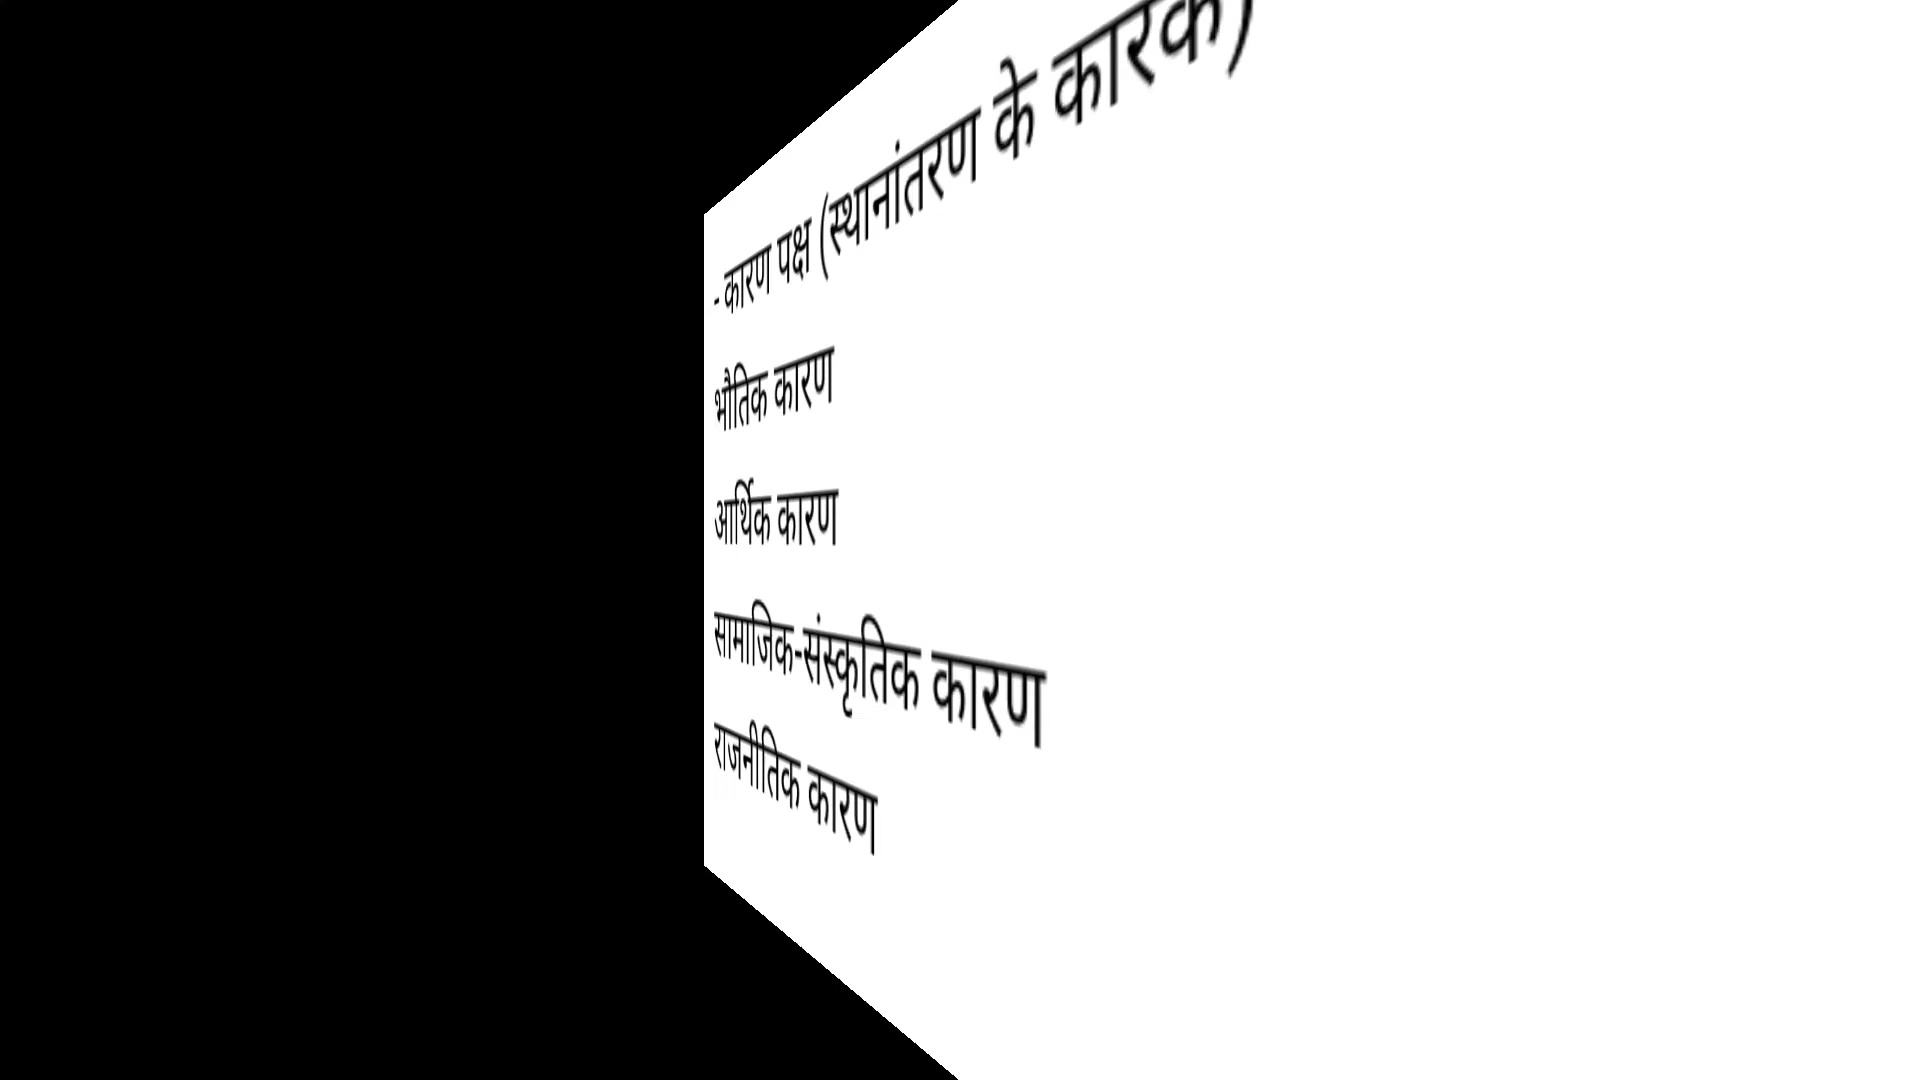 - कारण पक्ष (स्थानांतरण के कारक)
भौतिक कारण
आर्थिक कारण
सामाजिक-संस्कृतिक कारण
राजनीतिक कारण